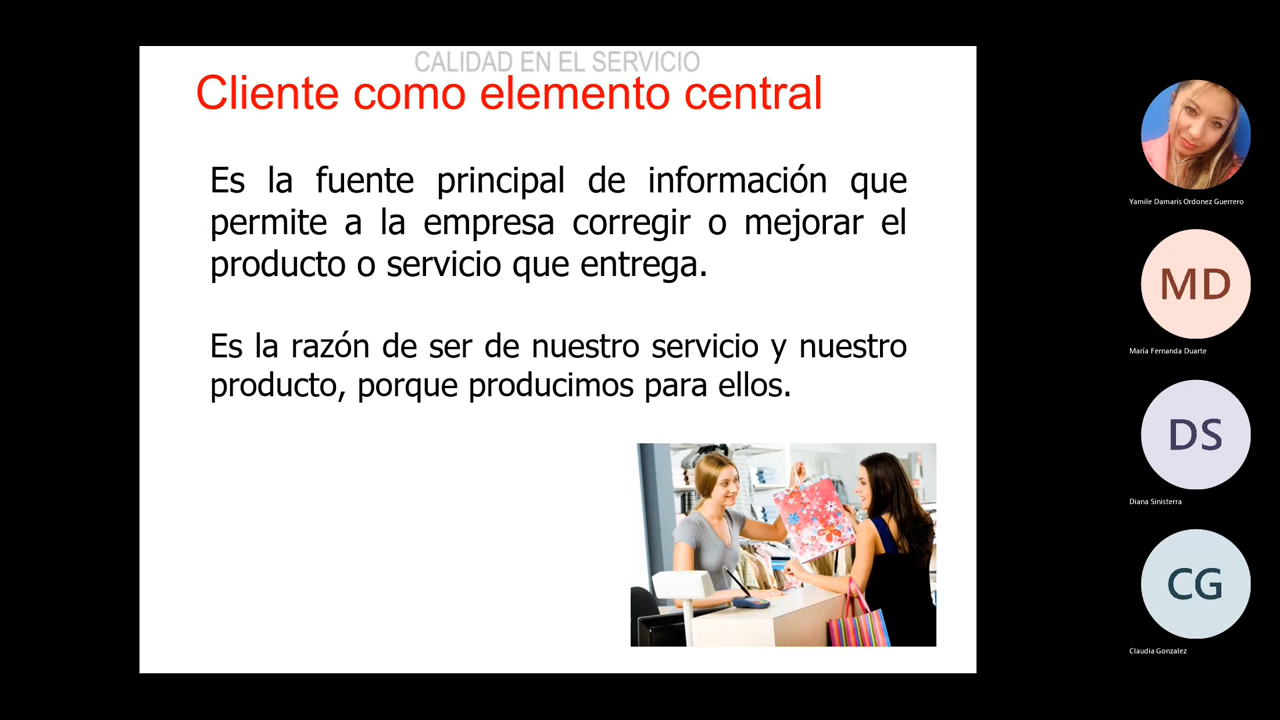 CALIDAD EN EL SERVICIO
Cliente como elemento central
Es la fuente principal de información que
permite a la empresa corregir o mejorar el
producto o servicio que entrega.
Es la razón de ser de nuestro servicio y nuestro
producto, porque producimos para ellos.
Yamile Damaris Ordonez Guerrero
MD
María Fernanda Duarte
DS
Diana Sinisterra
CG
Claudia Gonzalez